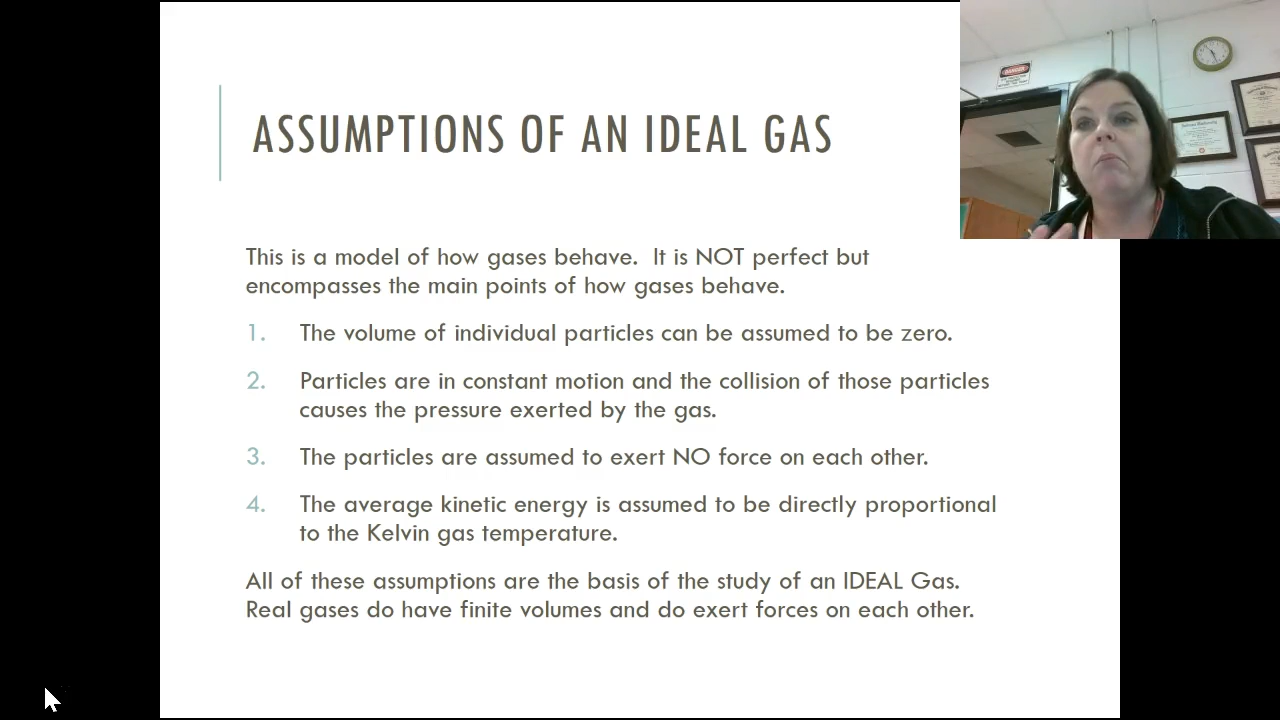 ASSUMPTIONS OF AN IDEAL GAS
DANGER
This is a model of how gases behave.  It is NOT perfect but
encompasses the main points of how gases behave.
1. The volume of individual particles can be assumed to be zero.
2. Particles are in constant motion and the collision of those particles
causes the pressure exerted by the gas.
3. The particles are assumed to exert NO force on each other.
4. The average kinetic energy is assumed to be directly proportional
to the Kelvin gas temperature.
All of these assumptions are the basis of the study of an IDEAL Gas.
Real gases do have finite volumes and do exert forces on each other.